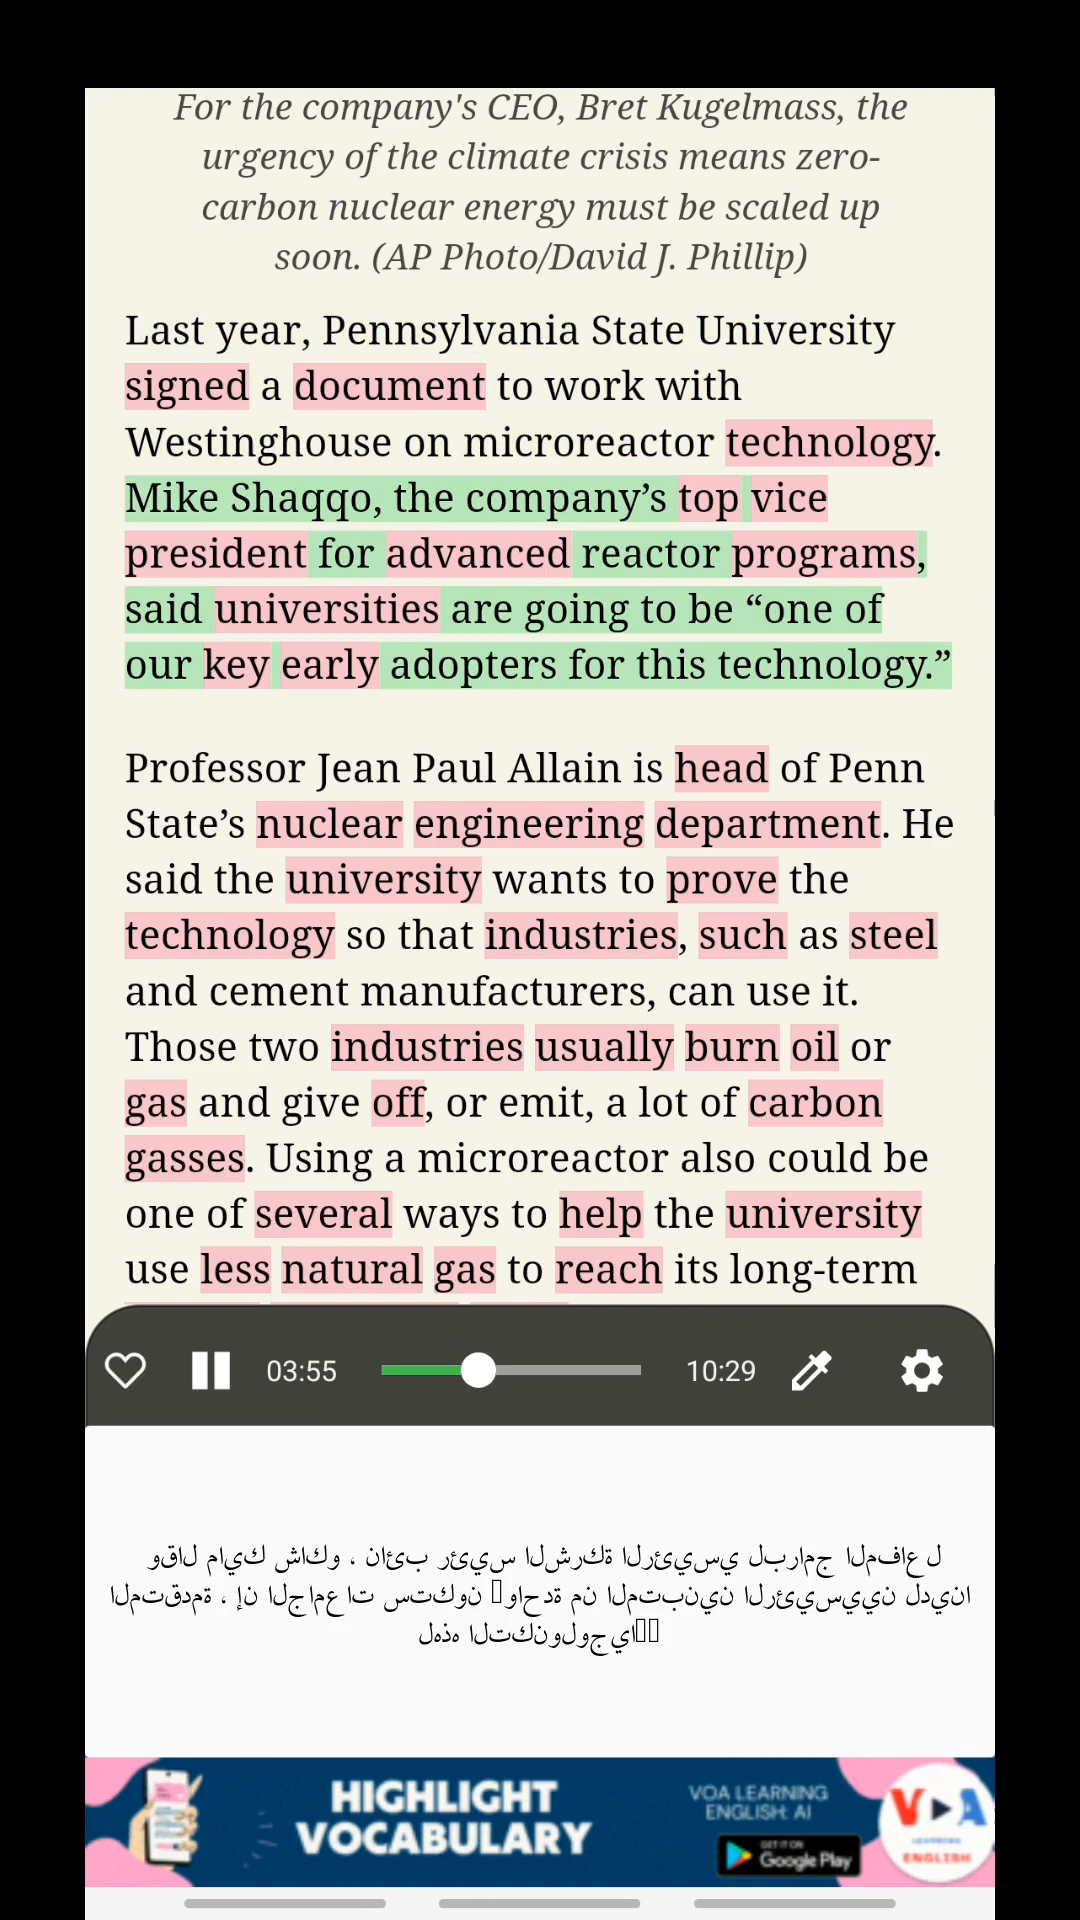 For the company's CEO, Bret Kugelmass, the
urgency of the climate crisis means zero-
carbon nuclear energy must be scaled up
soon. (AP Photo/David J. Phillip)
Last year, Pennsylvania State University
signed a document to work with
Westinghouse on microreactor technology.
Mike Shaqqo, the company’s top vice
president for advanced reactor programs,
said universities are going to be “one of
our key early adopters for this technology.”
Professor Jean Paul Allain is head of Penn
State’s nuclear engineering department. He
said the university wants to prove the
technology so that industries, such as steel
and cement manufacturers, can use it.
Those two industries usually burn oil or
gas and give off, or emit, a lot of carbon
gasses. Using a microreactor also could be
one of several ways to help the university
use less natural gas to reach its long-term
03:55
10:29
وقال مايك شاكو ، نائب رئيس الشركة الرئيسي لبرامج المفاعل
المتقدمة ، إن الجامعات ستكون واحدة من المتبنين الرئيسيين لدينا
لهذه التكنولوجيا
HIGHLIGHT
VOCABULARY
VOA LEARNING
ENGLISH: AI
GET IT ON
Google Play
VOA
LEARNING
ENGLISH